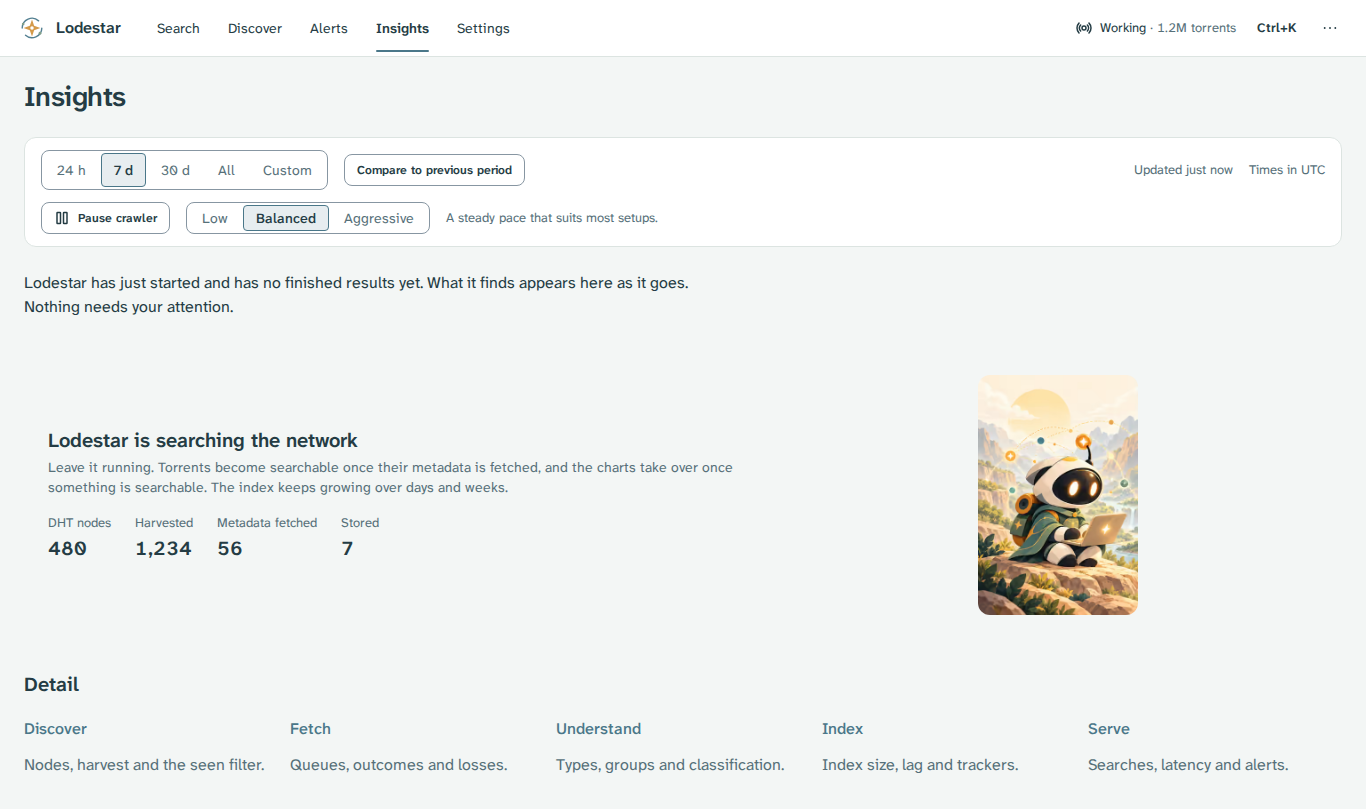 Lodestar
Search
Discover
Alerts
Insights
Settings
Working · 1.2M torrents
Ctrl+K
···
Insights
24 h
7 d
30 d
All
Custom
Compare to previous period
Updated just now
Times in UTC
Pause crawler
Low
Balanced
Aggressive
A steady pace that suits most setups.
Lodestar has just started and has no finished results yet. What it finds appears here as it goes.
Nothing needs your attention.
Lodestar is searching the network
Leave it running. Torrents become searchable once their metadata is fetched, and the charts take over once
something is searchable. The index keeps growing over days and weeks.
DHT nodes
Harvested
Metadata fetched
Stored
480
1,234
56
7
Detail
Discover
Fetch
Understand
Index
Serve
Nodes, harvest and the seen filter.
Queues, outcomes and losses.
Types, groups and classification.
Index size, lag and trackers.
Searches, latency and alerts.